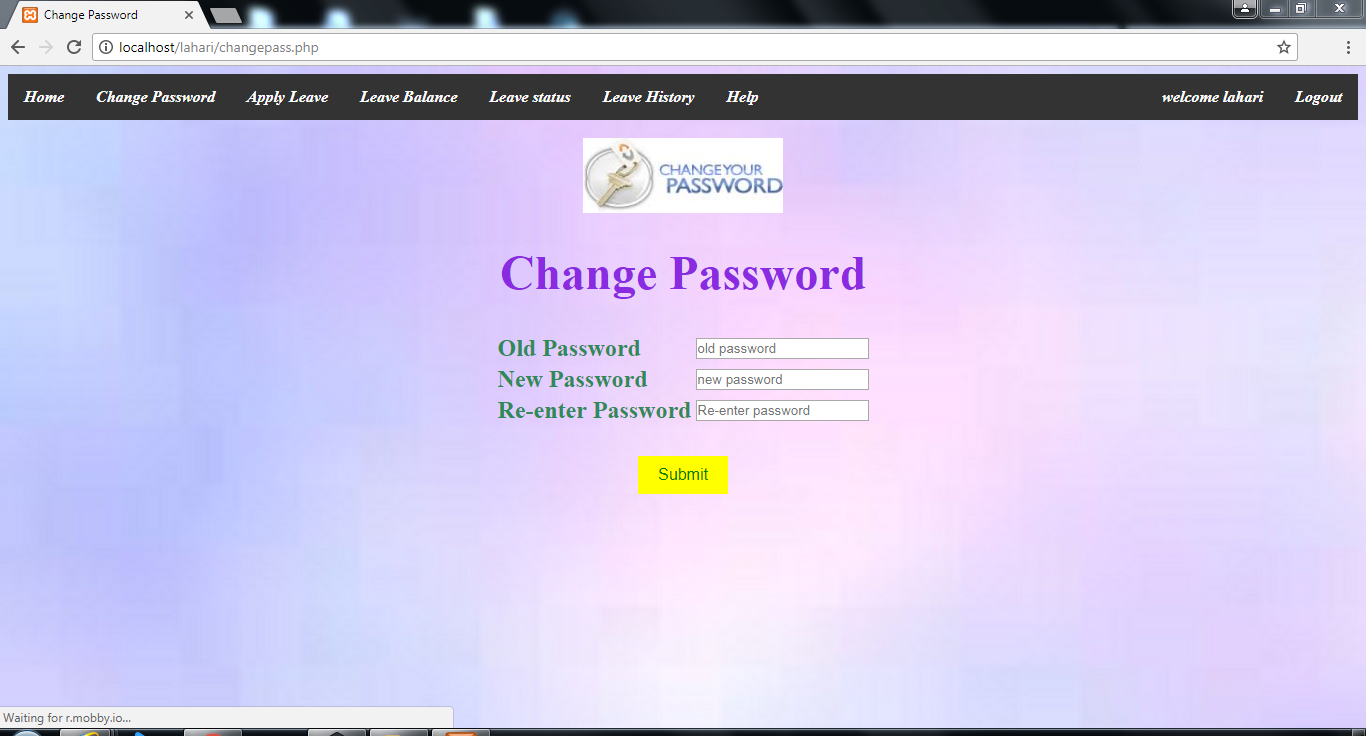 Change Password
localhost/lahari/changepass.php
Home Change Password Apply Leave Leave Balance Leave status Leave History Help welcome lahari Logout
CHANGEYOUR
PASSWORD
Change Password
Old Password old password
New Password new password
Re-enter Password Re-enter password
Submit
Waiting for r.mobby.io...